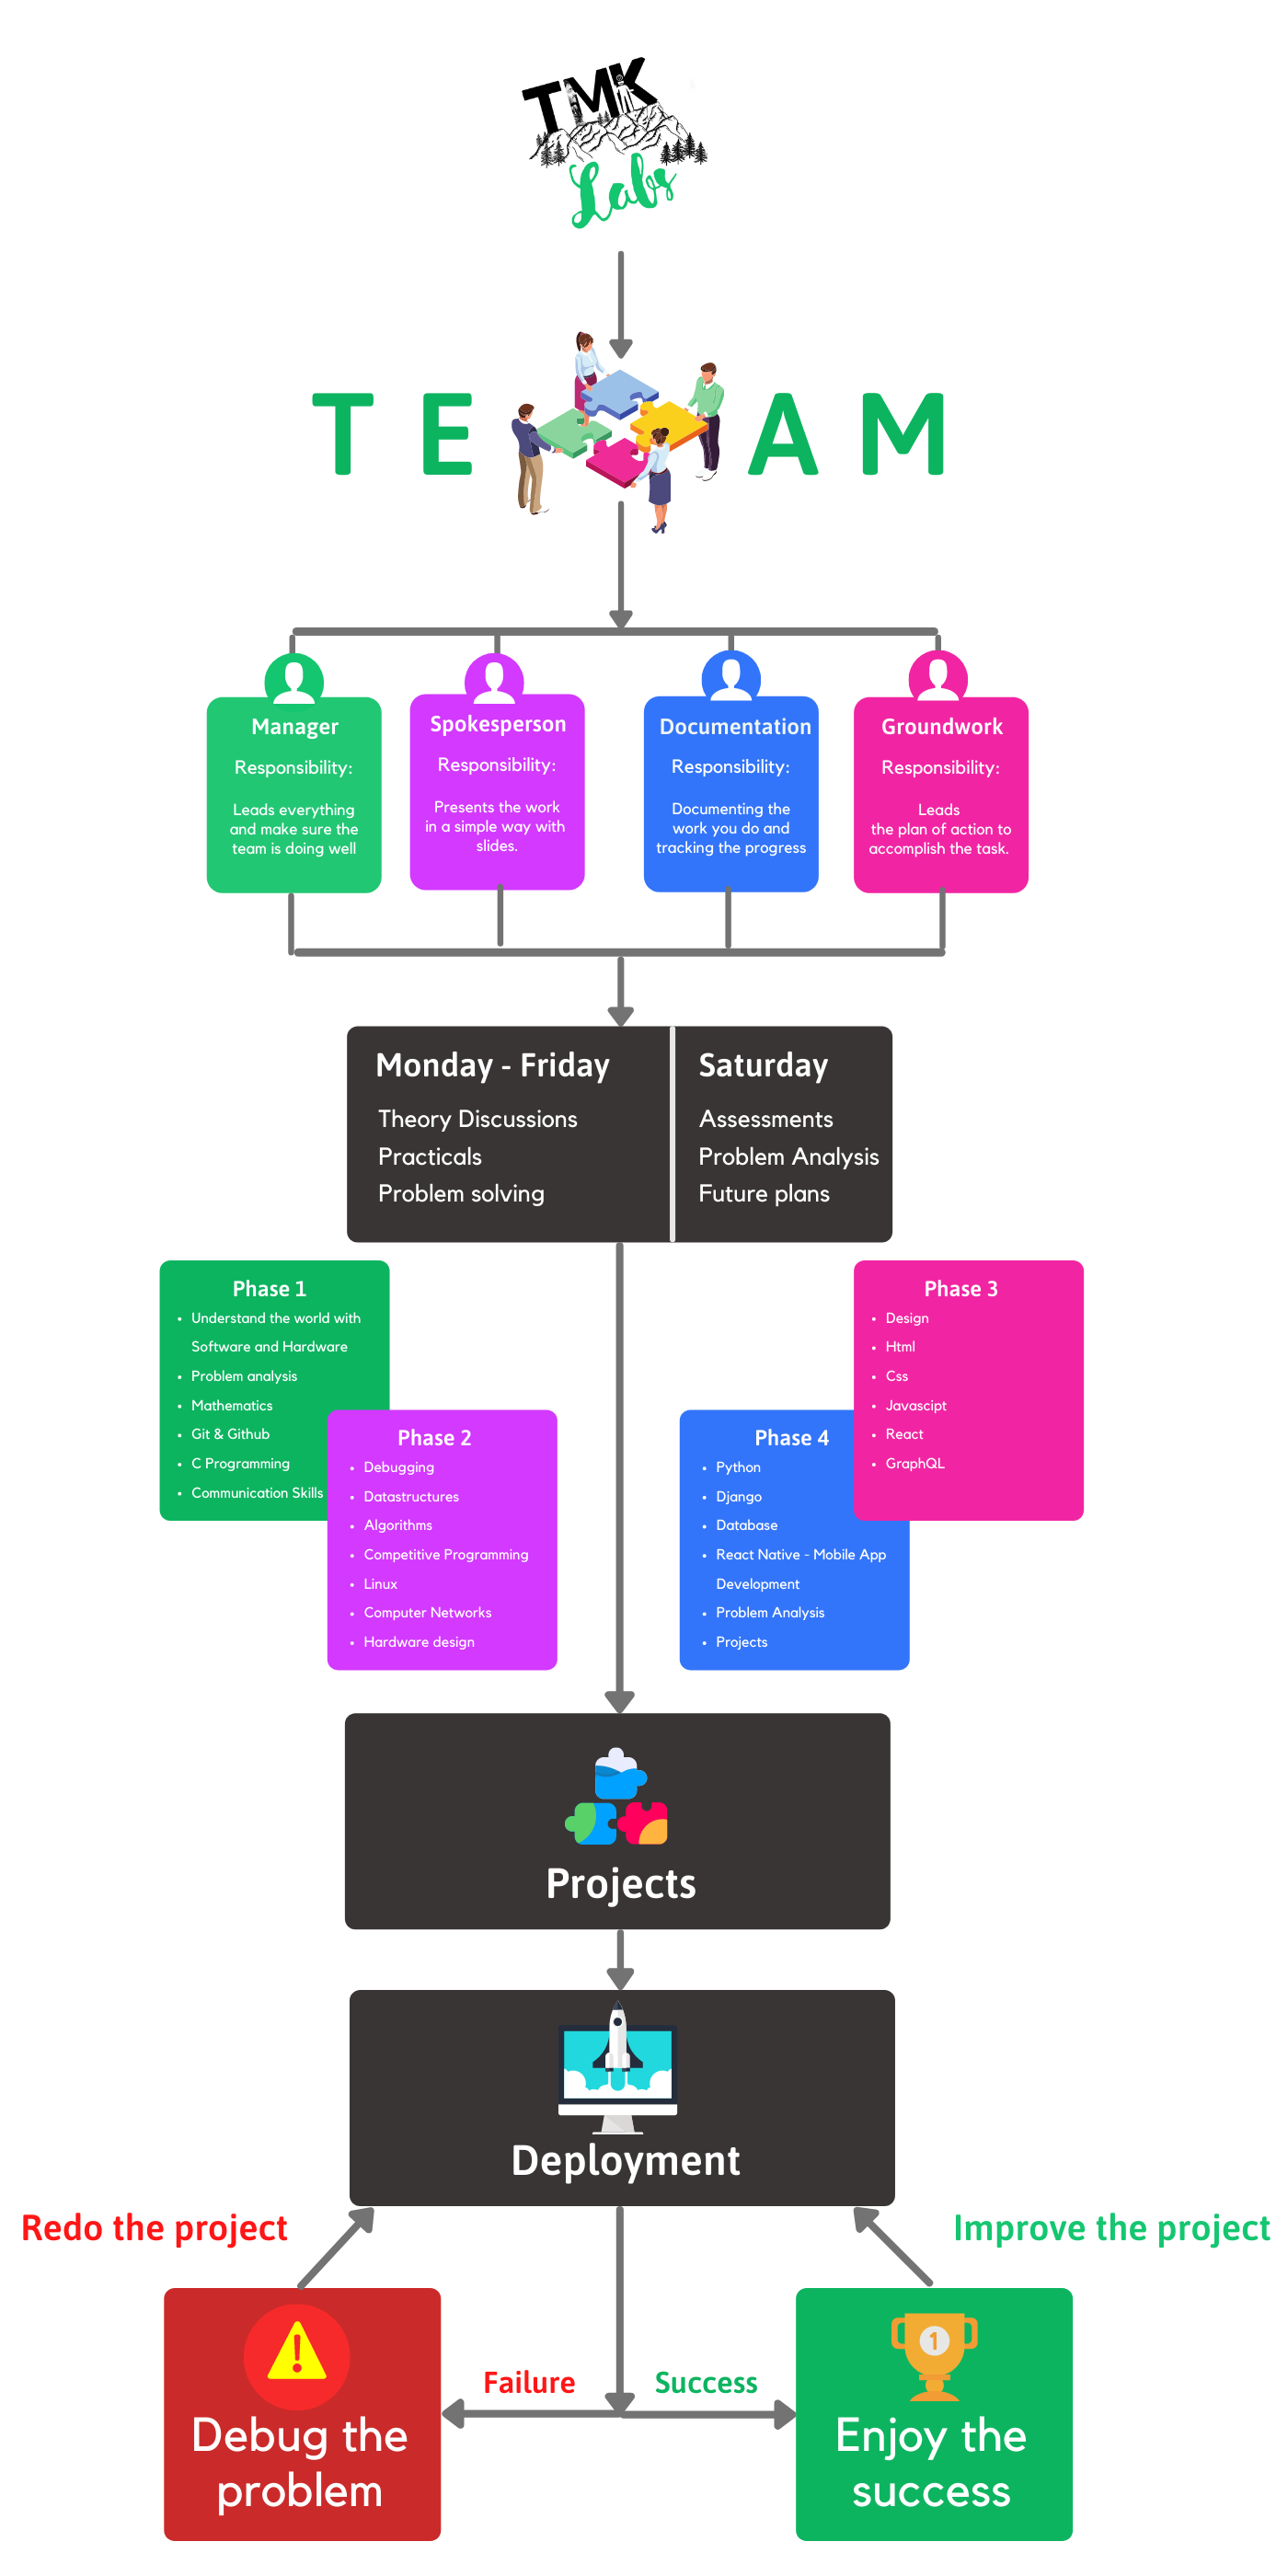 TMK
Labs
TE AM
Manager
Responsibility:
Leads everything
and make sure the
team is doing well
Spokesperson
Responsibility:
Presents the work
in a simple way with
slides.
Documentation
Responsibility:
Documenting the
work you do and
tracking the progress
Groundwork
Responsibility:
Leads
the plan of action to
accomplish the task.
Monday - Friday
Theory Discussions
Practicals
Problem solving
Saturday
Assessments
Problem Analysis
Future plans
Phase 1
• Understand the world with
Software and Hardware
• Problem analysis
• Mathematics
• Git & Github
• C Programming
• Communication Skills
Phase 2
• Debugging
• Datastructures
• Algorithms
• Competitive Programming
• Linux
• Computer Networks
• Hardware design
Phase 4
• Python
• Django
• Database
• React Native - Mobile App
Development
• Problem Analysis
• Projects
Phase 3
• Design
• Html
• Css
• Javascipt
• React
• GraphQL
Projects
Deployment
Redo the project
Improve the project
Failure
Success
Debug the
problem
1
Enjoy the
success